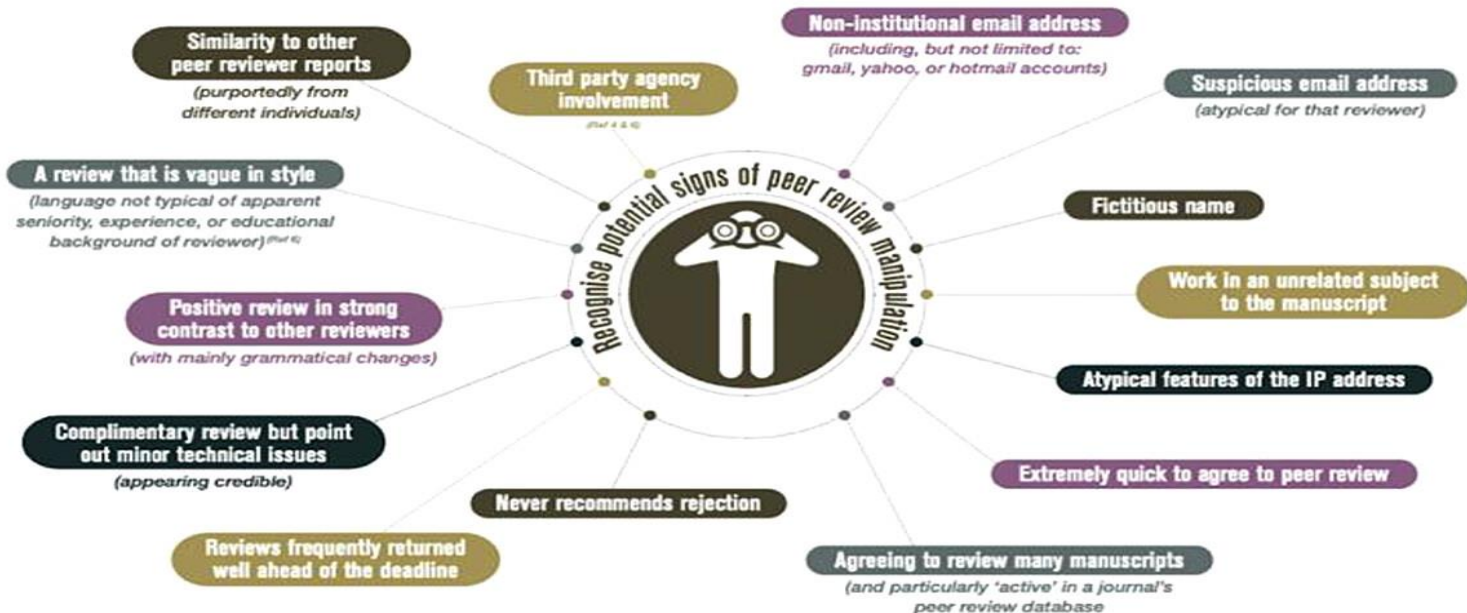 Non-institutional email address
(including, but not limited to:
gmail, yahoo, or hotmail accounts)
Similarity to other
peer reviewer reports
(purportedly from
different individuals)
Third party agency
involvement
(Ref 4 & 6)
Suspicious email address
(atypical for that reviewer)
A review that is vague in style
(language not typical of apparent
seniority, experience, or educational
background of reviewer) (Ref 6)
Recognise potential signs of peer review manipulation
Fictitious name
Work in an unrelated subject
to the manuscript
Positive review in strong
contrast to other reviewers
(with mainly grammatical changes)
Atypical features of the IP address
Complimentary review but point
out minor technical issues
(appearing credible)
Extremely quick to agree to peer review
Never recommends rejection
Reviews frequently returned
well ahead of the deadline
Agreeing to review many manuscripts
(and particularly ‘active’ in a journal’s
peer review database